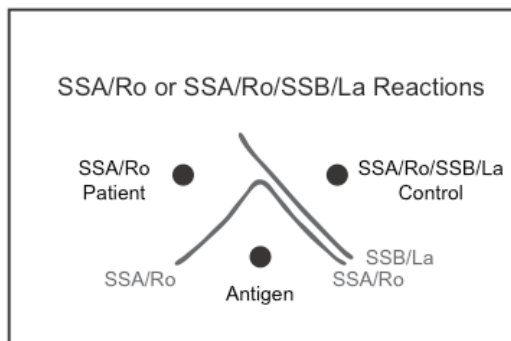 SSA/Ro or SSA/Ro/SSB/La Reactions
SSA/Ro
Patient
SSA/Ro/SSB/La
Control
SSA/Ro
Antigen
SSB/La
SSA/Ro